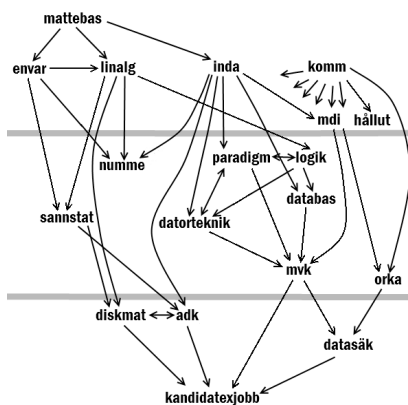 mattebas
envar linalg inda komm
mdi hållut
numme paradigm logik
databas
sannstat datorteknik
mvk orka
diskmat adk
datasäk
kandidatexjobb